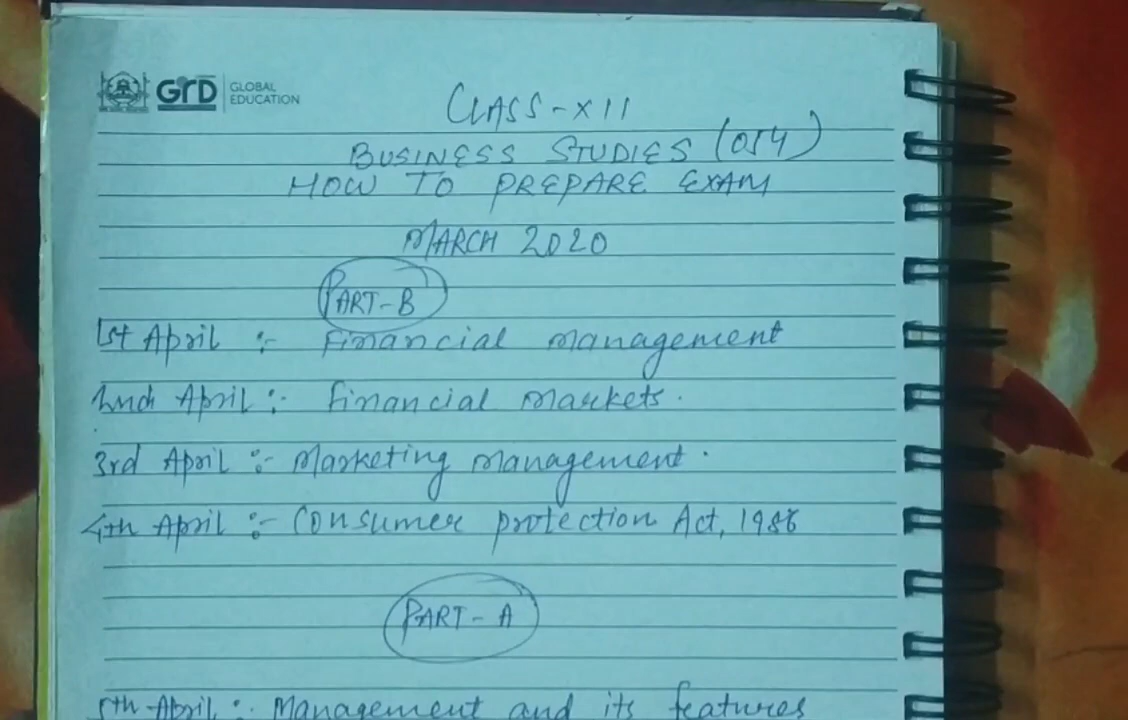 GrD GLOBAL EDUCATION
CLASS-XII
BUSINESS STUDIES (054)
HOW TO PREPARE EXAM
MARCH 2020
PART-B
1st April :- Financial management
2nd April :- Financial markets.
3rd April :- Marketing management.
4th April :- Consumer protection Act, 1986
PART-A
5th April :- Management and its features